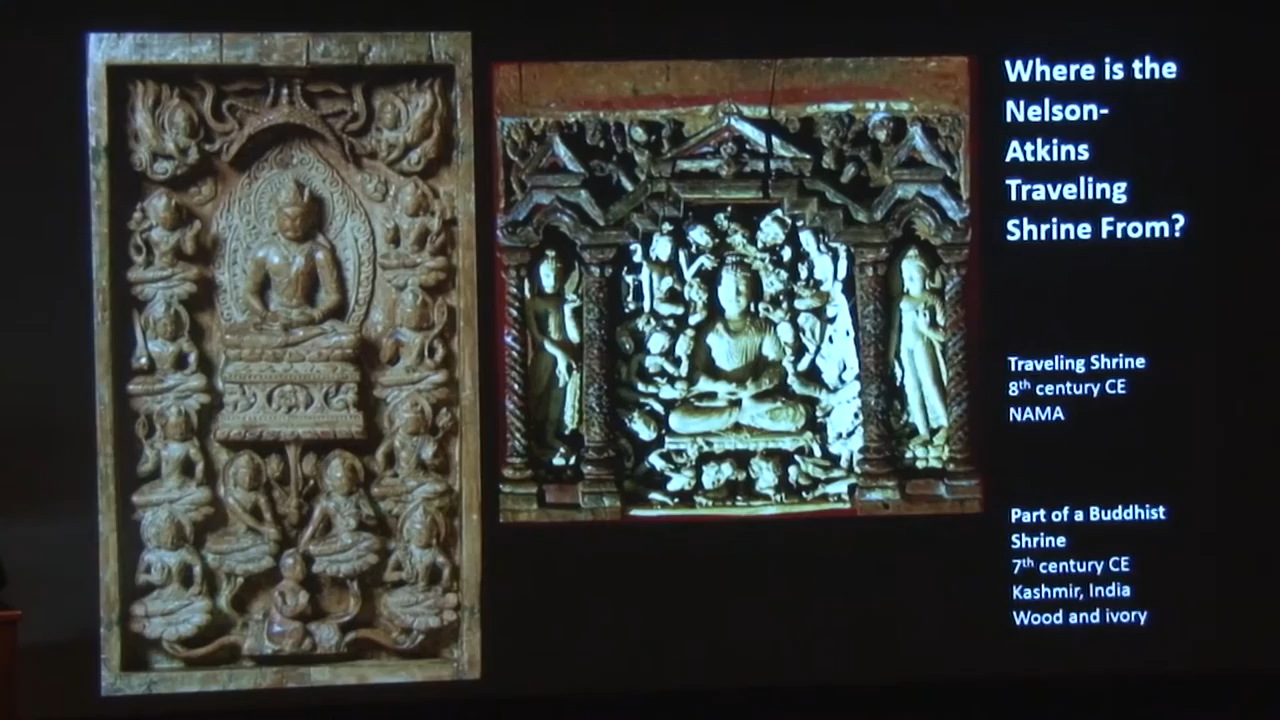 Where is the
Nelson-
Atkins
Traveling
Shrine From?
Traveling Shrine
8th century CE
NAMA
Part of a Buddhist
Shrine
7th century CE
Kashmir, India
Wood and ivory